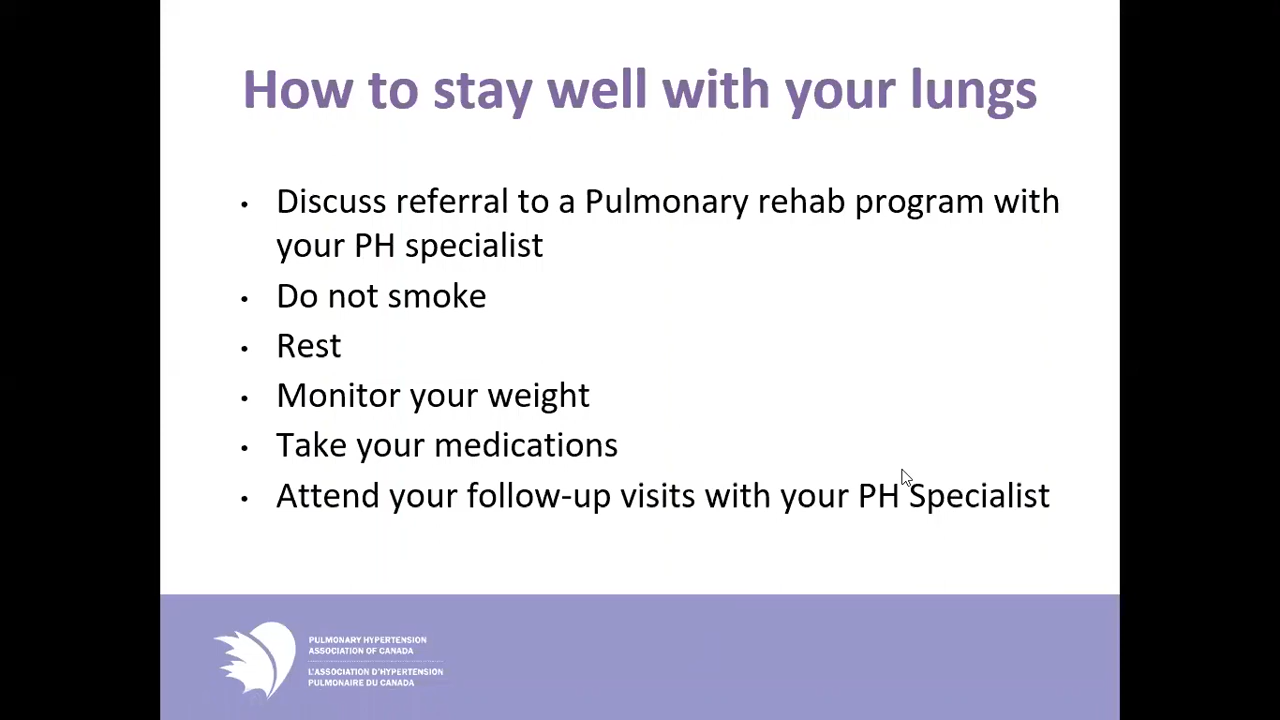 How to stay well with your lungs
• Discuss referral to a Pulmonary rehab program with
your PH specialist
• Do not smoke
• Rest
• Monitor your weight
• Take your medications
• Attend your follow-up visits with your PH Specialist
PULMONARY HYPERTENSION
ASSOCIATION OF CANADA
L'ASSOCIATION D'HYPERTENSION
PULMONAIRE DU CANADA